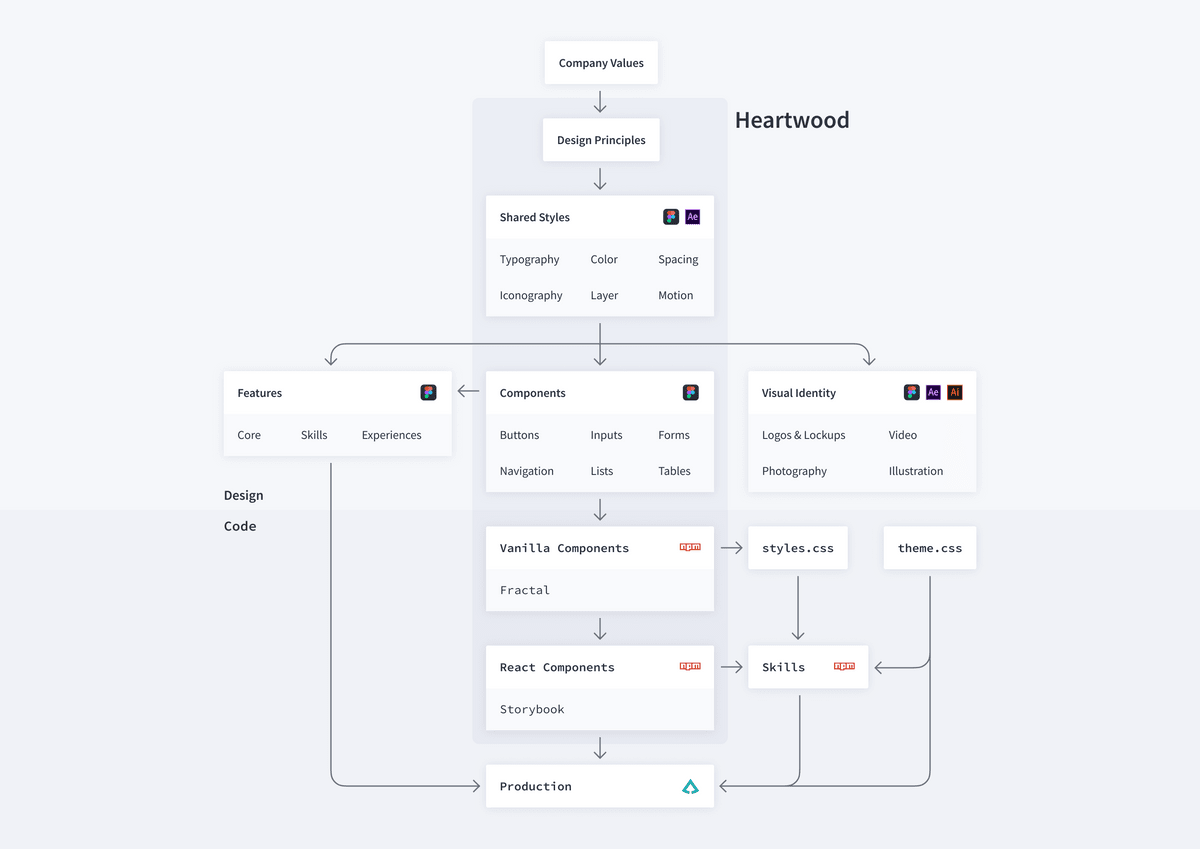 Company Values
Heartwood
Design Principles
Shared Styles Ae
Typography Color Spacing
Iconography Layer Motion
Features
Core Skills Experiences
Components
Buttons Inputs Forms
Navigation Lists Tables
Visual Identity Ae Ai
Logos & Lockups Video
Photography Illustration
Design
Code
Vanilla Components npm
Fractal
styles.css
theme.css
React Components npm
Storybook
Skills npm
Production